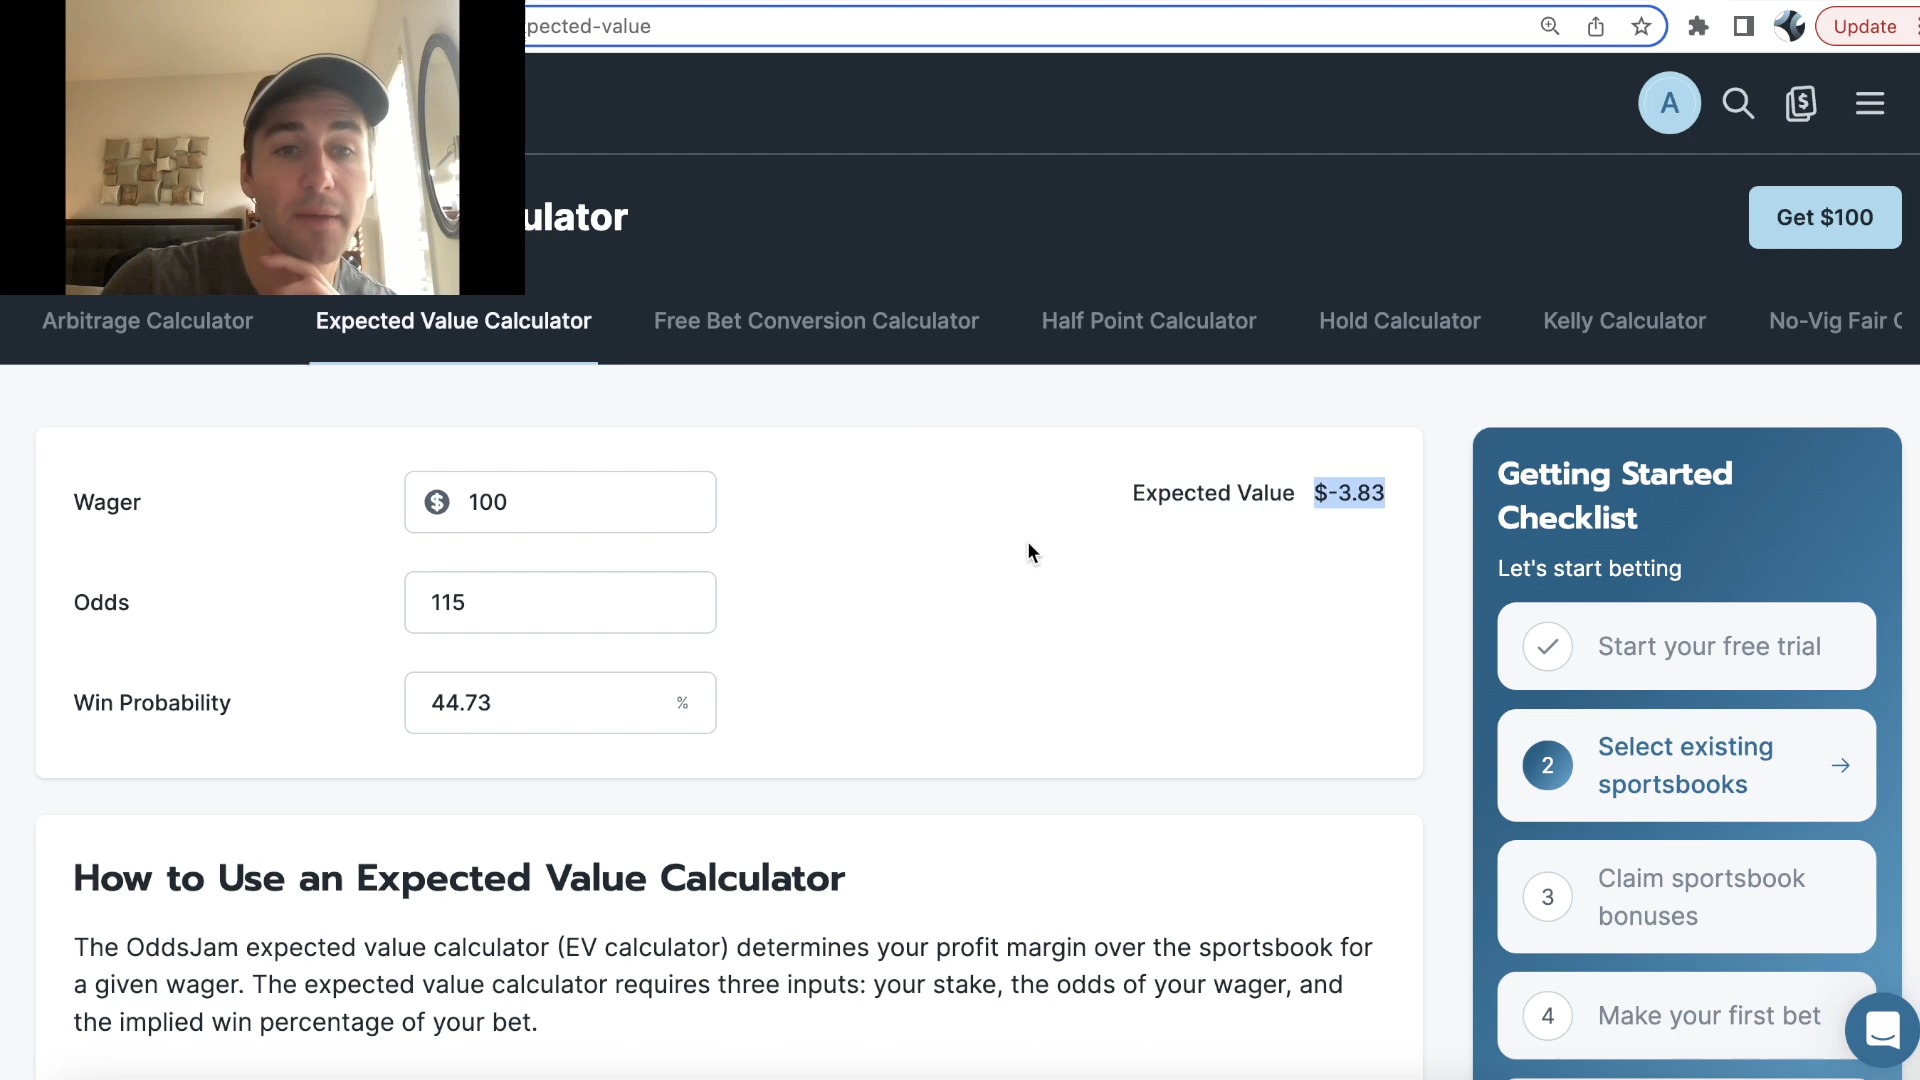 pected-value
Update
A
ulator
Get $100
Arbitrage Calculator
Expected Value Calculator
Free Bet Conversion Calculator
Half Point Calculator
Hold Calculator
Kelly Calculator
No-Vig Fair
Wager
$ 100
Expected Value $-3.83
Odds
115
Win Probability
44.73 %
How to Use an Expected Value Calculator
The OddsJam expected value calculator (EV calculator) determines your profit margin over the sportsbook for
a given wager. The expected value calculator requires three inputs: your stake, the odds of your wager, and
the implied win percentage of your bet.
Getting Started
Checklist
Let's start betting
Start your free trial
2
Select existing
sportsbooks
3
Claim sportsbook
bonuses
4
Make your first bet